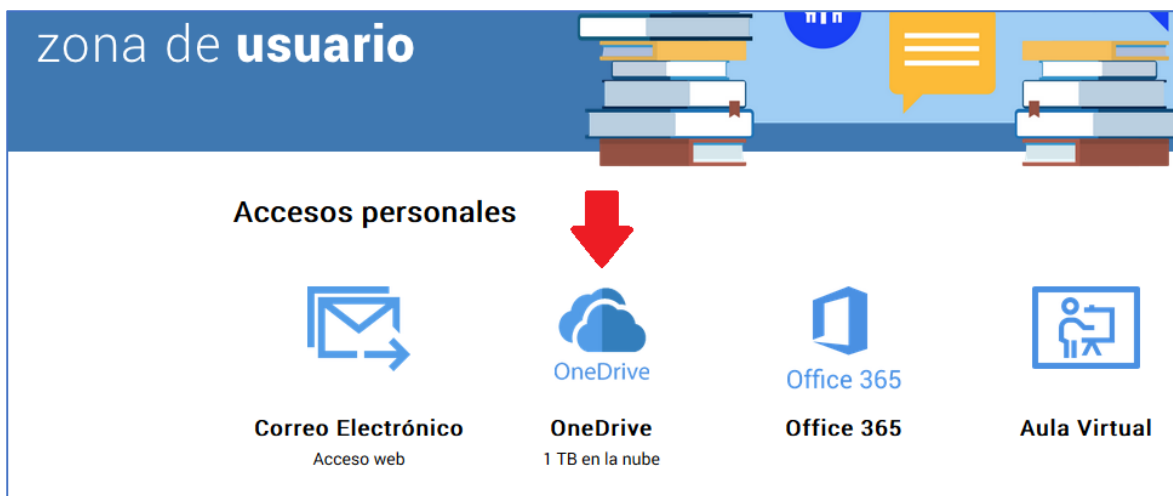 zona de usuario
Accesos personales
OneDrive
Office 365
Correo Electrónico
OneDrive
Office 365
Aula Virtual
Acceso web
1 TB en la nube